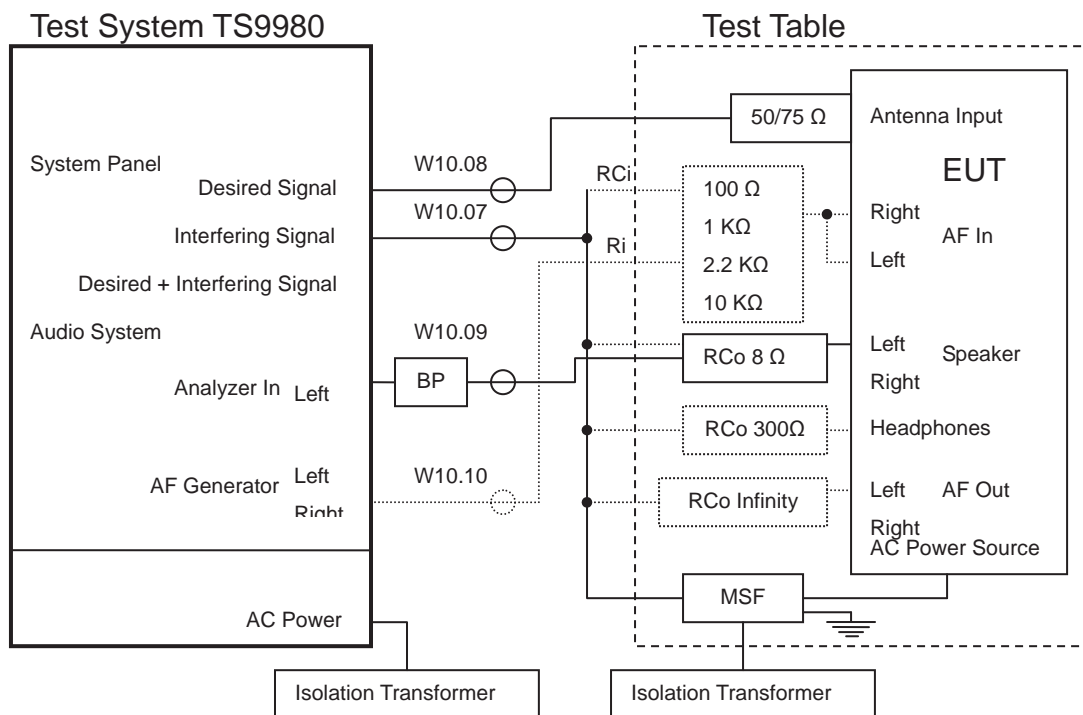 Test System TS9980
Test Table
System Panel
Desired Signal
Interfering Signal
Desired + Interfering Signal
Audio System
Analyzer In Left
AF Generator
Left
Right
AC Power
W10.08
W10.07
W10.09
BP
W10.10
RCi
Ri
50/75 Ω
100 Ω
1 KΩ
2.2 KΩ
10 KΩ
RCo 8 Ω
RCo 300Ω
RCo Infinity
MSF
Antenna Input
EUT
Right
AF In
Left
Left
Speaker
Right
Headphones
Left
AF Out
Right
AC Power Source
Isolation Transformer
Isolation Transformer